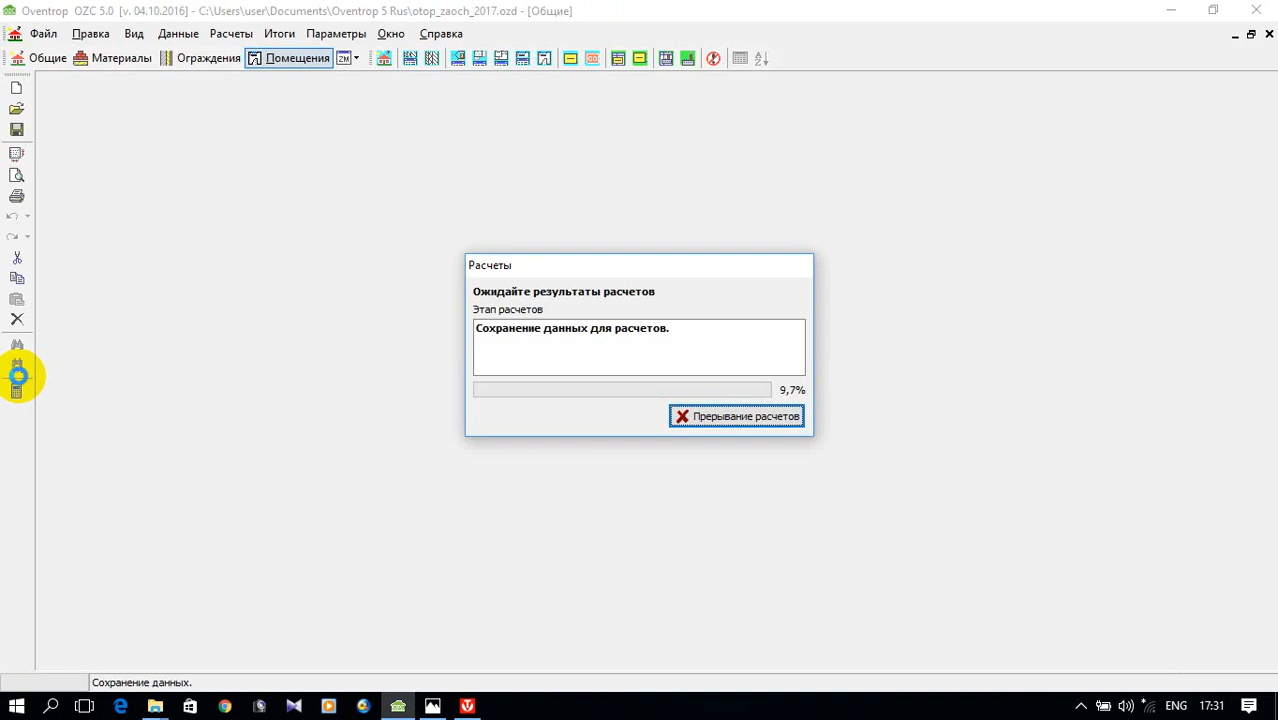 Oventrop OZC 5.0 [v. 04.10.2016] - C:\Users\user\Documents\Oventrop 5 Rus\otop_zaoch_2017.ozd - [Общие]
Файл Правка Вид Данные Расчеты Итоги Параметры Окно Справка
Общие Материалы Ограждения Помещения 2M
Расчеты
Ожидайте результаты расчетов
Этап расчетов
Сохранение данных для расчетов.
9,7%
Прерывание расчетов
Сохранение данных.
ENG 17:31